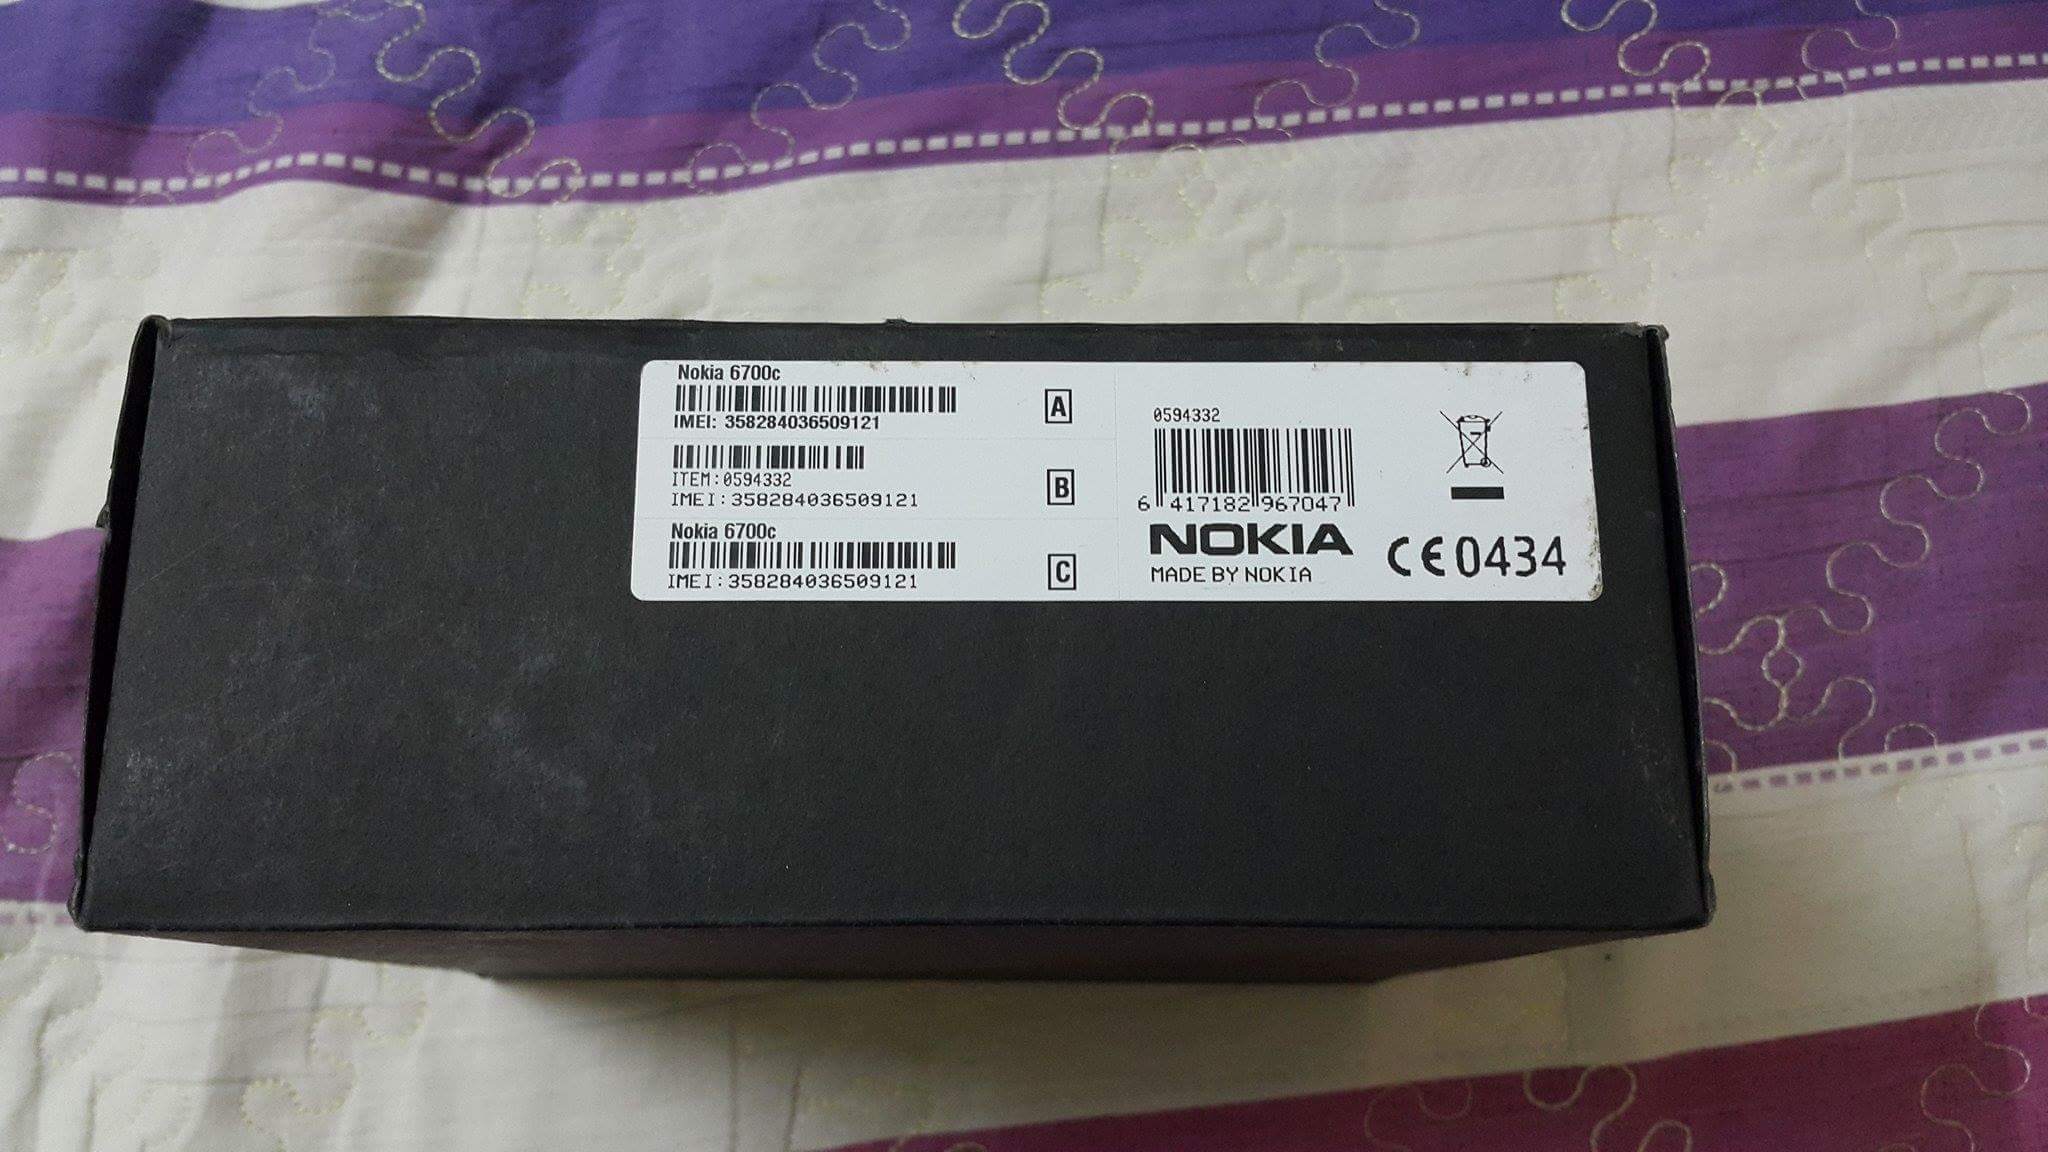 Nokia 6700c
IMEI: 358284036509121
A
ITEM:0594332
IMEI:358284036509121
B
Nokia 6700c
IMEI:358284036509121
C
0594332
6 417182 967047
NOKIA
MADE BY NOKIA
CE0434